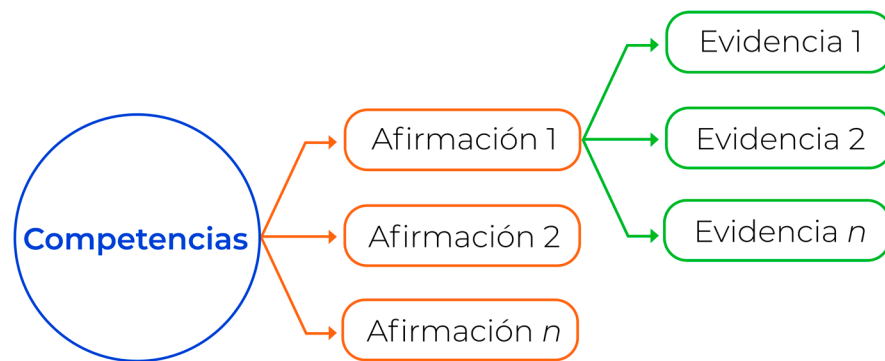 Competencias
Afirmación 1
Afirmación 2
Afirmación n
Evidencia 1
Evidencia 2
Evidencia n